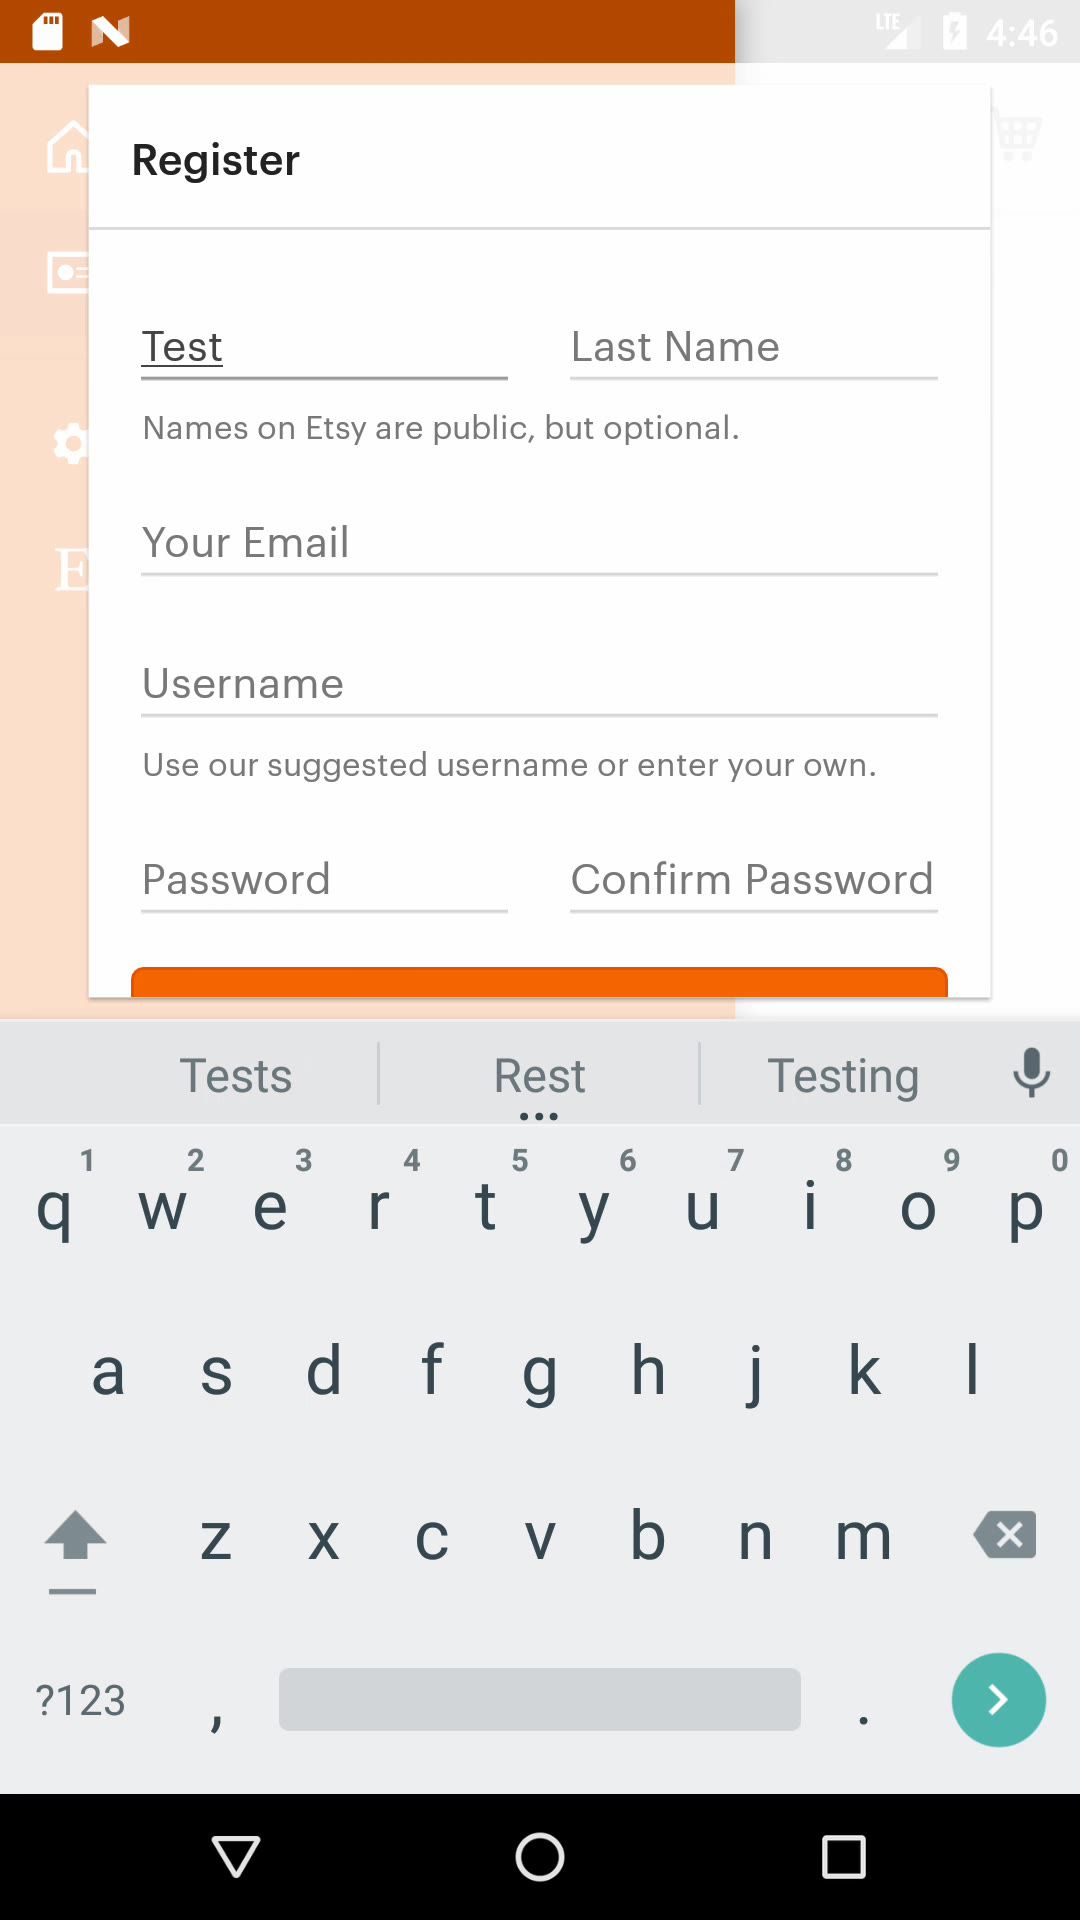 LTE 4:46
Register
Test Last Name
Names on Etsy are public, but optional.
E
Your Email
Username
Use our suggested username or enter your own.
Password Confirm Password
Tests Rest Testing
1 2 3 4 5 6 7 8 9 0
q w e r t y u i o p
a s d f g h j k l
z x c v b n m
?123 , .